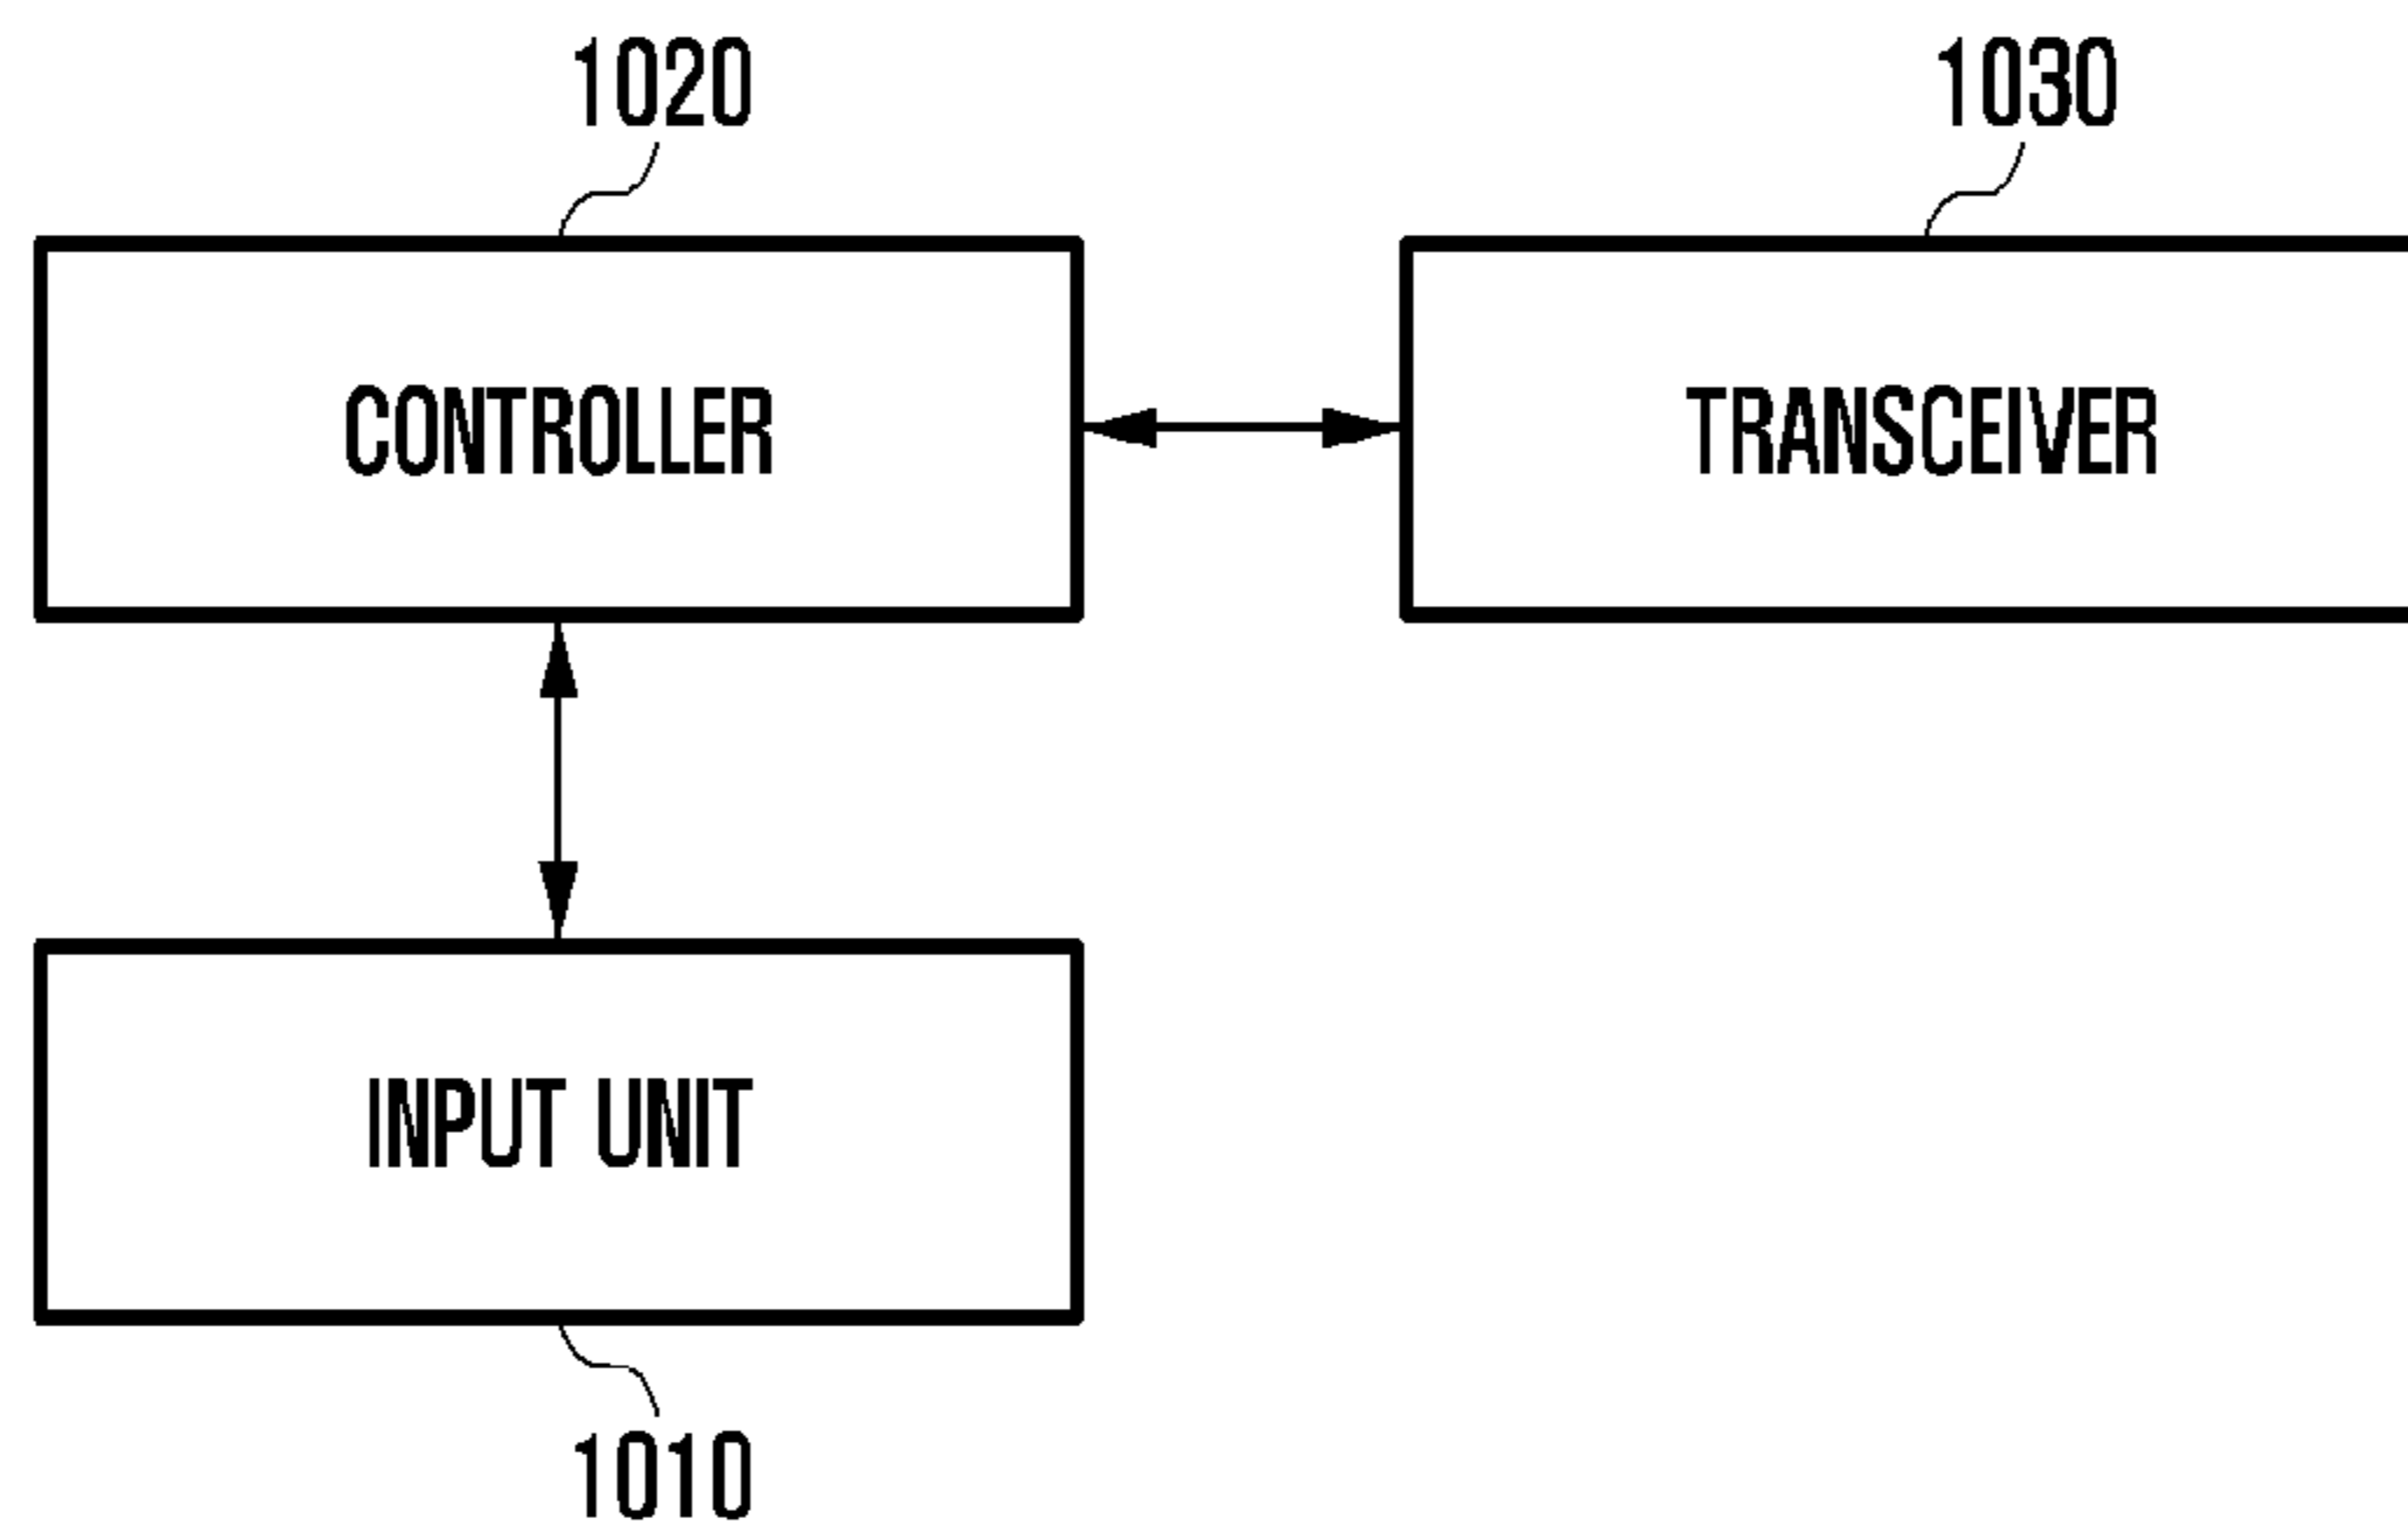 1020
1030
CONTROLLER
TRANSCEIVER
INPUT UNIT
1010